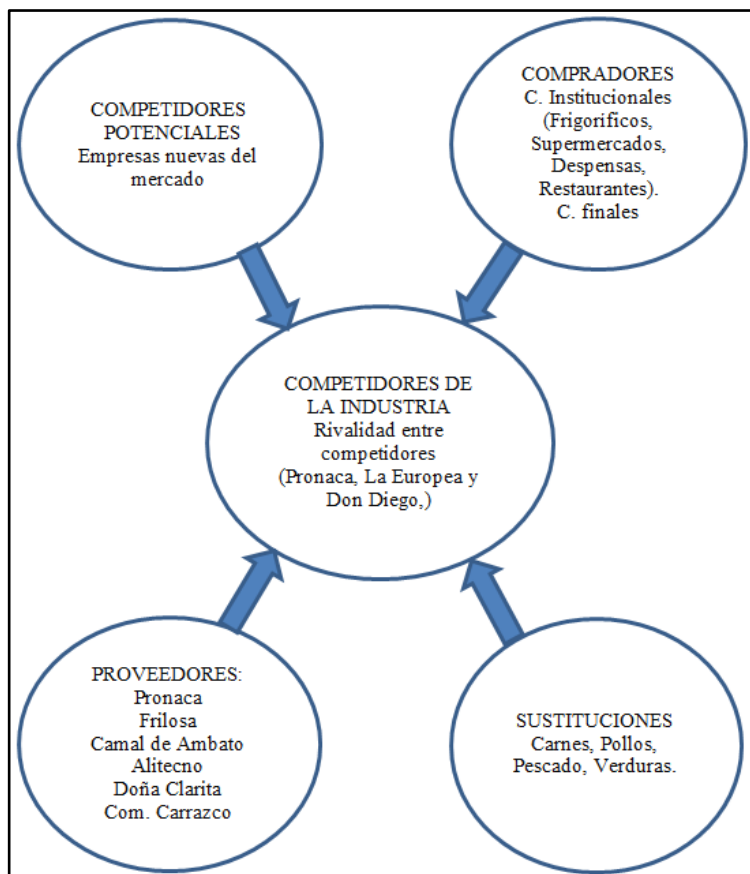 COMPETIDORES
POTENCIALES
Empresas nuevas del
mercado
COMPRADORES
C. Institucionales
(Frigorificos,
Supermercados,
Despensas,
Restaurantes).
C. finales
COMPETIDORES DE
LA INDUSTRIA
Rivalidad entre
competidores
(Pronaca, La Europea y
Don Diego,)
PROVEEDORES:
Pronaca
Frilosa
Camal de Ambato
Alitecno
Doña Clarita
Com. Carrazco
SUSTITUCIONES
Carnes, Pollos,
Pescado, Verduras.